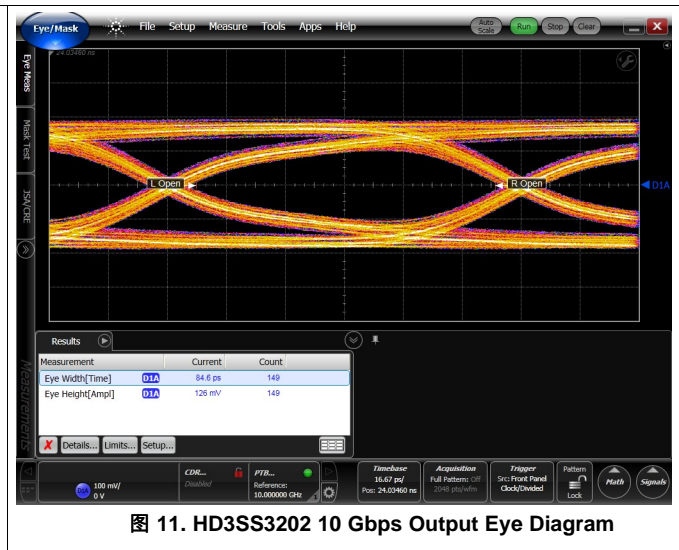 Eye/Mask File Setup Measure Tools Apps Help Auto Scale Run Stop Clear
24.03460 ns
Eye Meas
Mask Test
JSA/CRE
L Open R Open D1A
Results
Measurement Current Count
Eye Width[Time] D1A 84.6 ps 149
Eye Height[Ampl] D1A 126 mV 149
Measurements
Details... Limits... Setup...
D1A 100 mV/
0 V
CDR...
Disabled
PTB...
Reference:
10.000000 GHz
Timebase
16.67 ps/
Pos: 24.03460 ns
Acquisition
Full Pattern: Off
2048 pts/wfm
Trigger
Src: Front Panel
Clock/Divided
Pattern
Lock
Math
Signals
图 11. HD3SS3202 10 Gbps Output Eye Diagram